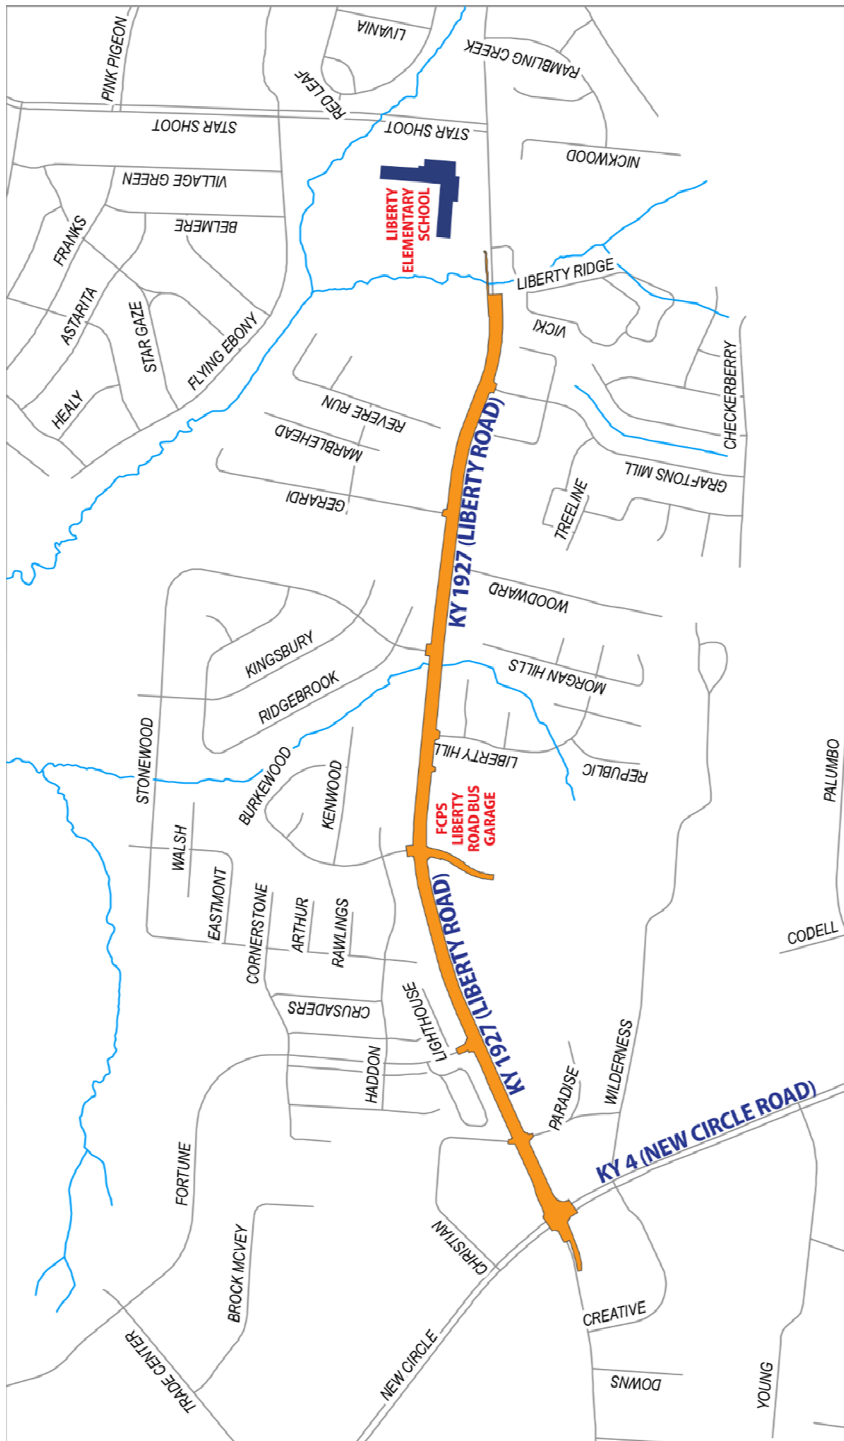 PINK PIGEON
LIVANIA
RAMBLING CREEK
RED LEAF
STAR SHOOT
STAR SHOOT
NICKWOOD
VILLAGE GREEN
LIBERTY
ELEMENTARY
SCHOOL
FRANKS
BELMERE
LIBERTY RIDGE
ASTARITA
STAR GAZE
VICKI
FLYING EBONY
HEALY
REVERE RUN
MARBLEHEAD
CHECKERBERRY
KY 1927 (LIBERTY ROAD)
GRAFTONS MILL
GERARDI
TREELINE
WOODWARD
KINGSBURY
MORGAN HILLS
RIDGEBROOK
STONEWOOD
LIBERTY HILL
REPUBLIC
BURKEWOOD
KENWOOD
PALUMBO
FCPS
LIBERTY
ROAD BUS
GARAGE
WALSH
EASTMONT
CORNERSTONE
ARTHUR
RAWLINGS
KY 1927 (LIBERTY ROAD)
CODELL
CRUSADERS
LIGHTHOUSE
HADDON
PARADISE
WILDERNESS
KY 4 (NEW CIRCLE ROAD)
FORTUNE
CHRISTIAN
BROCK MCVEY
CREATIVE
TRADE CENTER
NEW CIRCLE
DOWNS
YOUNG